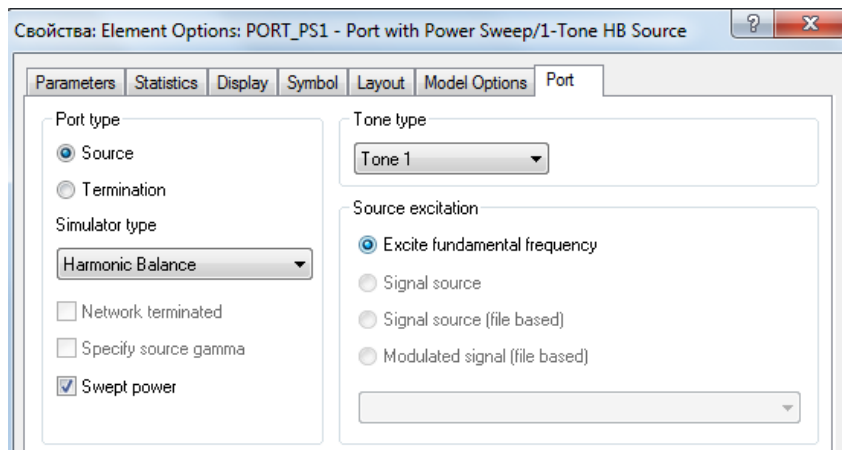 Свойства: Element Options: PORT_PS1 - Port with Power Sweep/1-Tone HB Source
Parameters Statistics Display Symbol Layout Model Options Port
Port type
Source
Termination
Simulator type
Harmonic Balance
Network terminated
Specify source gamma
Swept power
Tone type
Tone 1
Source excitation
Excite fundamental frequency
Signal source
Signal source (file based)
Modulated signal (file based)